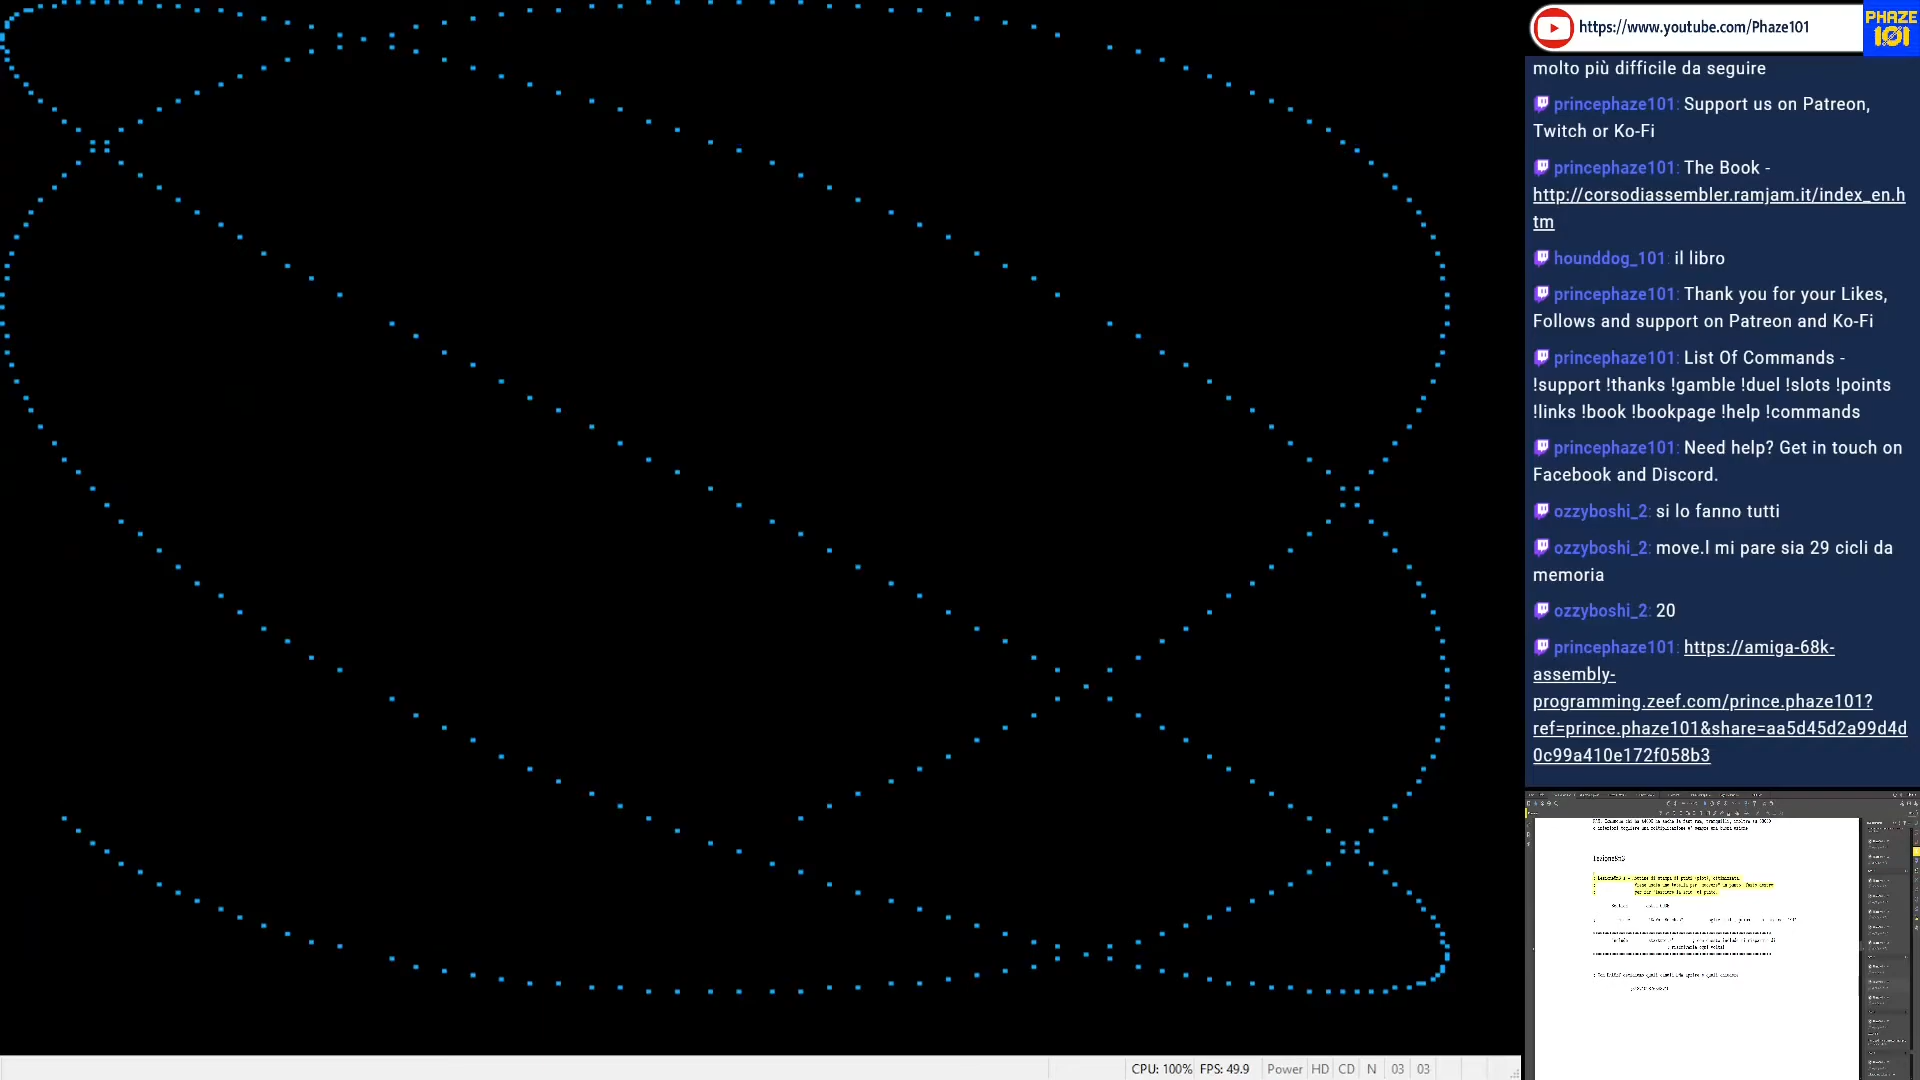 https://www.youtube.com/Phaze101
PHAZE
101
molto più difficile da seguire
princephaze101: Support us on Patreon,
Twitch or Ko-Fi
princephaze101: The Book -
http://corsodiassembler.ramjam.it/index_en.h
tm
hounddog_101: il libro
princephaze101: Thank you for your Likes,
Follows and support on Patreon and Ko-Fi
princephaze101: List Of Commands -
!support !thanks !gamble !duel !slots !points
!links !book !bookpage !help !commands
princephaze101: Need help? Get in touch on
Facebook and Discord.
ozzyboshi_2: si lo fanno tutti
ozzyboshi_2: move.l mi pare sia 29 cicli da
memoria
ozzyboshi_2: 20
princephaze101: https://amiga-68k-
assembly-
programming.zeef.com/prince.phaze101?
ref=prince.phaze101&share=aa5d45d2a99d4d
0c99a410e172f058b3
CPU: 100% FPS: 49.9 Power HD CD N 03 03